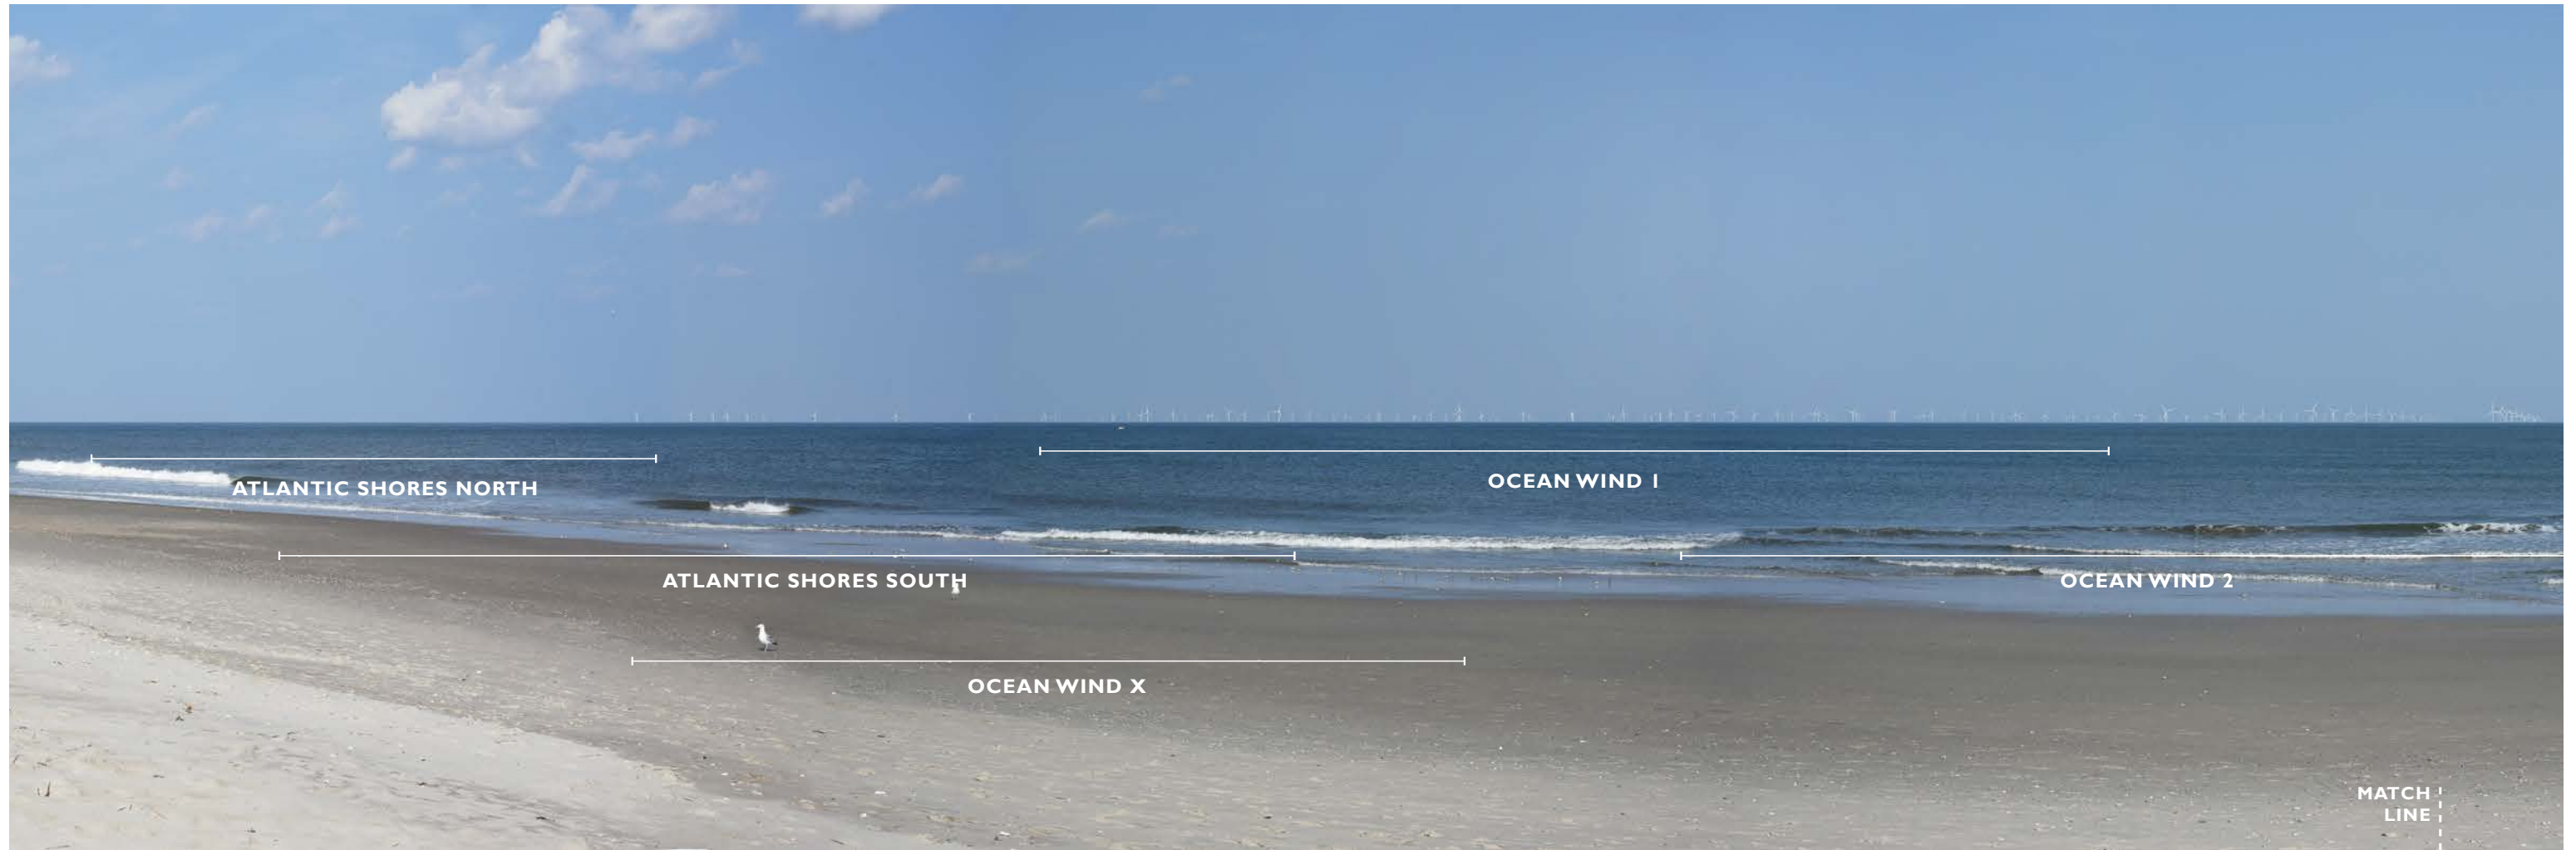 ATLANTIC SHORES NORTH
OCEAN WIND 1
ATLANTIC SHORES SOUTH
OCEAN WIND 2
OCEAN WIND X
MATCH
LINE